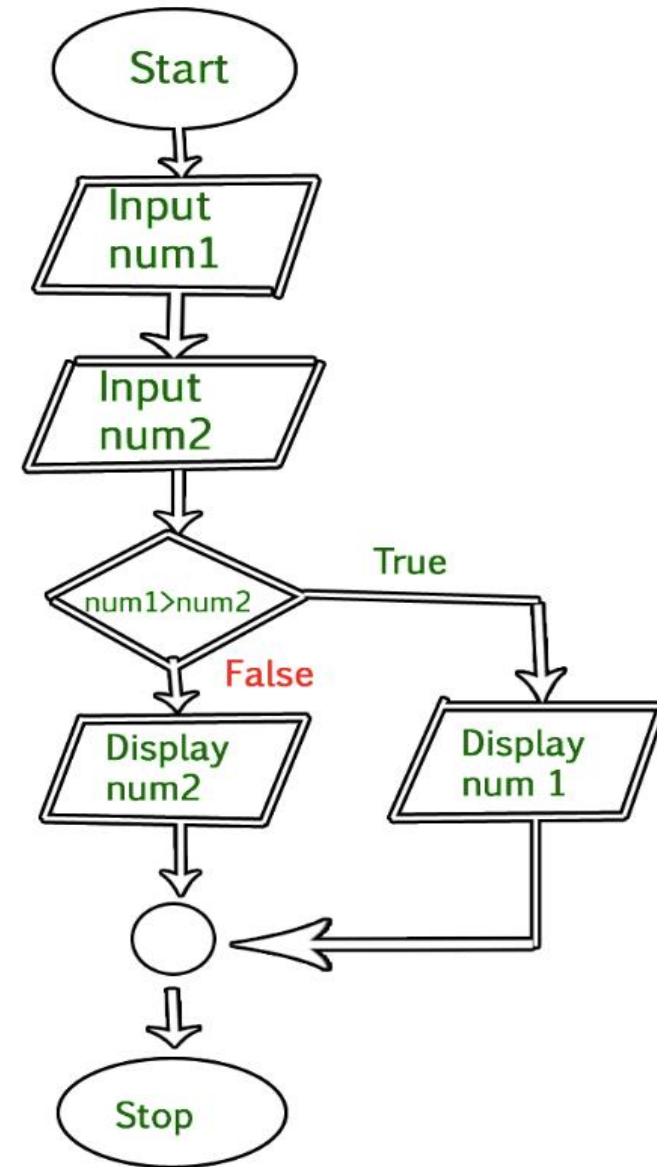 Start
Input
num1
Input
num2
num1>num2
True
False
Display
num2
Display
num 1
Stop